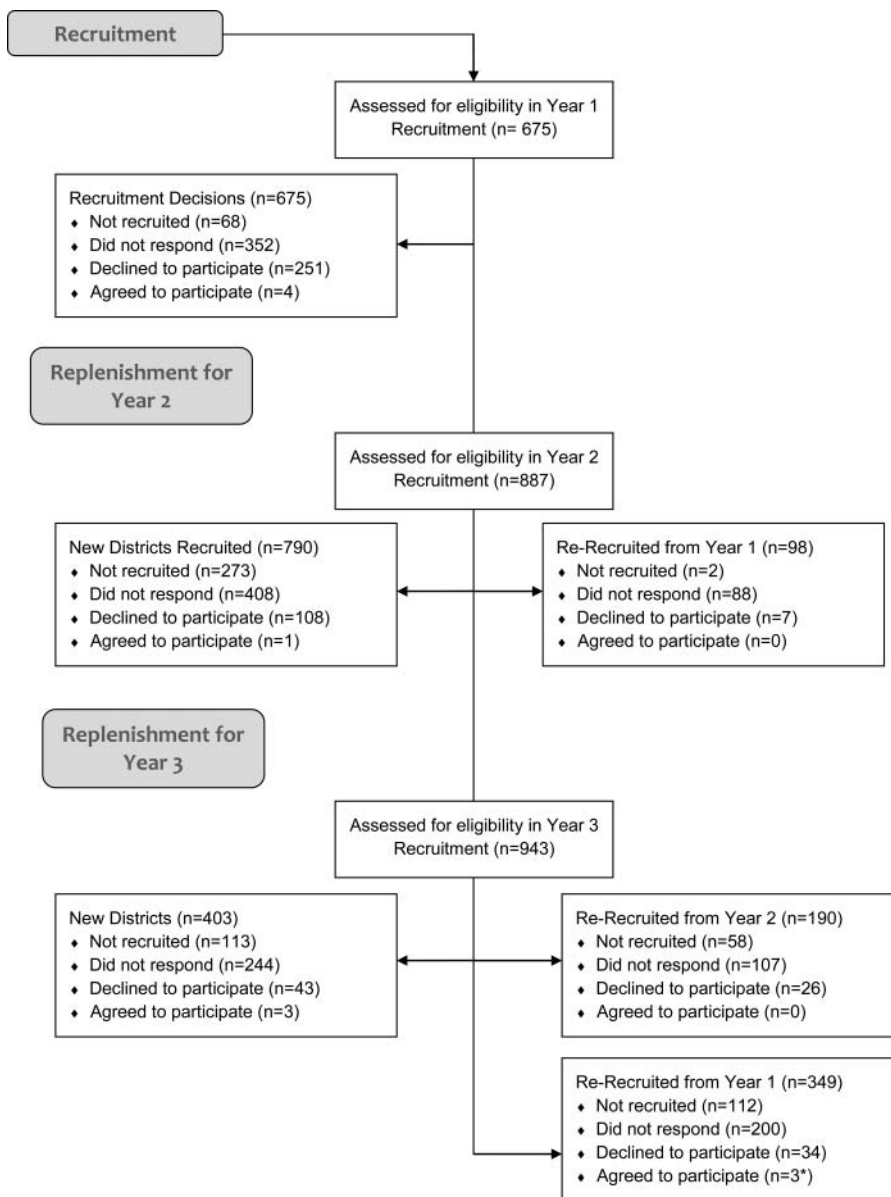 Recruitment
Assessed for eligibility in Year 1
Recruitment (n= 675)
Recruitment Decisions (n=675)
♦ Not recruited (n=68)
♦ Did not respond (n=352)
♦ Declined to participate (n=251)
♦ Agreed to participate (n=4)
Replenishment for
Year 2
Assessed for eligibility in Year 2
Recruitment (n=887)
New Districts Recruited (n=790)
♦ Not recruited (n=273)
♦ Did not respond (n=408)
♦ Declined to participate (n=108)
♦ Agreed to participate (n=1)
Re-Recruited from Year 1 (n=98)
♦ Not recruited (n=2)
♦ Did not respond (n=88)
♦ Declined to participate (n=7)
♦ Agreed to participate (n=0)
Replenishment for
Year 3
Assessed for eligibility in Year 3
Recruitment (n=943)
New Districts (n=403)
♦ Not recruited (n=113)
♦ Did not respond (n=244)
♦ Declined to participate (n=43)
♦ Agreed to participate (n=3)
Re-Recruited from Year 2 (n=190)
♦ Not recruited (n=58)
♦ Did not respond (n=107)
♦ Declined to participate (n=26)
♦ Agreed to participate (n=0)
Re-Recruited from Year 1 (n=349)
♦ Not recruited (n=112)
♦ Did not respond (n=200)
♦ Declined to participate (n=34)
♦ Agreed to participate (n=3*)